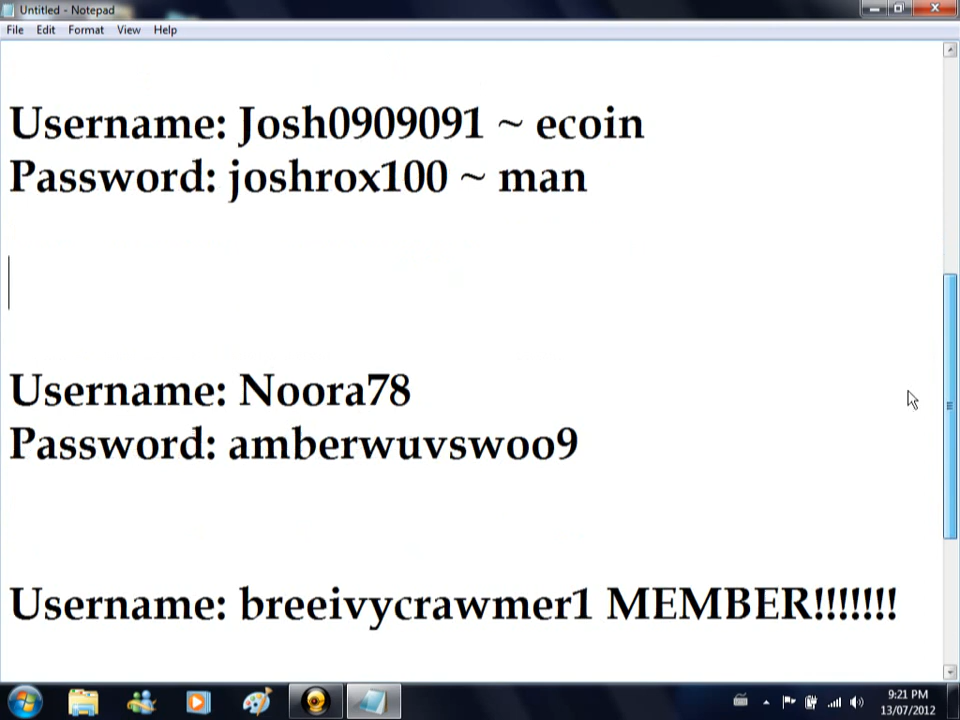 Untitled - Notepad
File Edit Format View Help
Username: Josh0909091 ~ ecoin
Password: joshrox100 ~ man
Username: Noora78
Password: amberwuvswoo9
Username: breeivycrawmer1 MEMBER!!!!!!!
9:21 PM
13/07/2012